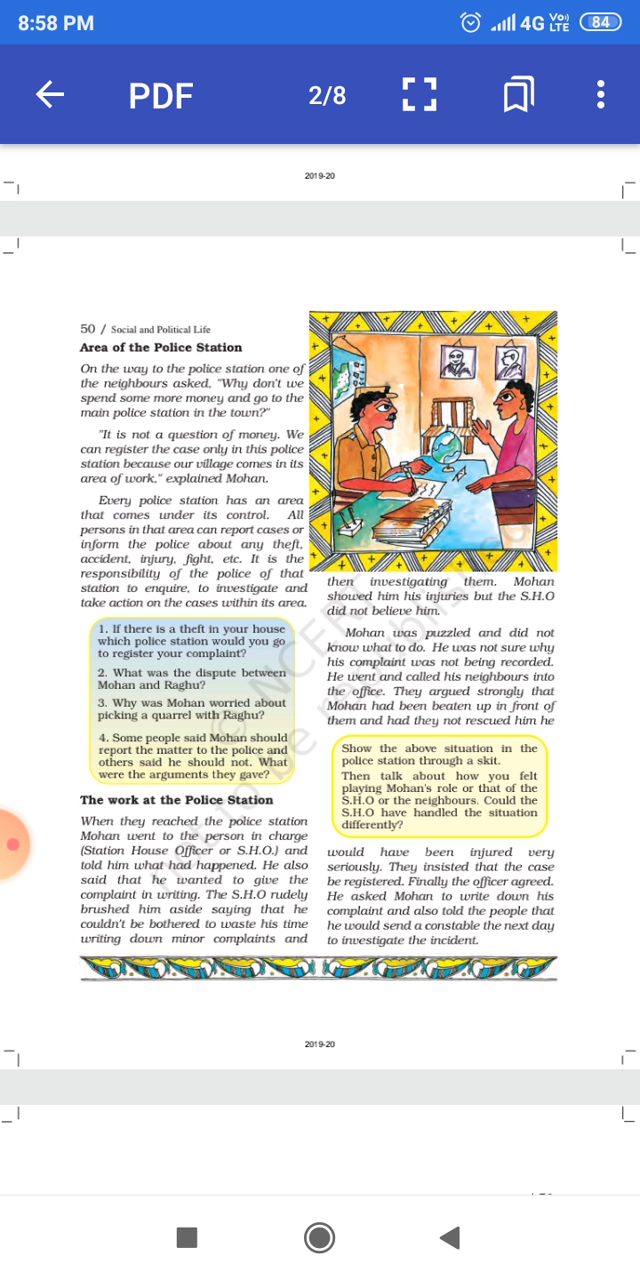 8:58 PM
4G VoLTE 84
PDF
2/8
2019-20
50 / Social and Political Life
Area of the Police Station
On the way to the police station one of
the neighbours asked, "Why don't we
spend some more money and go to the
main police station in the town?"
"It is not a question of money. We
can register the case only in this police
station because our village comes in its
area of work," explained Mohan.
Every police station has an area
that comes under its control. All
persons in that area can report cases or
inform the police about any theft,
accident, injury, fight, etc. It is the
responsibility of the police of that
station to enquire, to investigate and
take action on the cases within its area.
1. If there is a theft in your house
which police station would you go
to register your complaint?
2. What was the dispute between
Mohan and Raghu?
3. Why was Mohan worried about
picking a quarrel with Raghu?
4. Some people said Mohan should
report the matter to the police and
others said he should not. What
were the arguments they gave?
The work at the Police Station
When they reached the police station
Mohan went to the person in charge
(Station House Officer or S.H.O.) and
told him what had happened. He also
said that he wanted to give the
complaint in writing. The S.H.O rudely
brushed him aside saying that he
couldn't be bothered to waste his time
writing down minor complaints and
then investigating them. Mohan
showed him his injuries but the S.H.O
did not believe him.
Mohan was puzzled and did not
know what to do. He was not sure why
his complaint was not being recorded.
He went and called his neighbours into
the office. They argued strongly that
Mohan had been beaten up in front of
them and had they not rescued him he
Show the above situation in the
police station through a skit.
Then talk about how you felt
playing Mohan's role or that of the
S.H.O or the neighbours. Could the
S.H.O have handled the situation
differently?
would have been injured very
seriously. They insisted that the case
be registered. Finally the officer agreed.
He asked Mohan to write down his
complaint and also told the people that
he would send a constable the next day
to investigate the incident.
© NCERT
not to be republished
2019-20